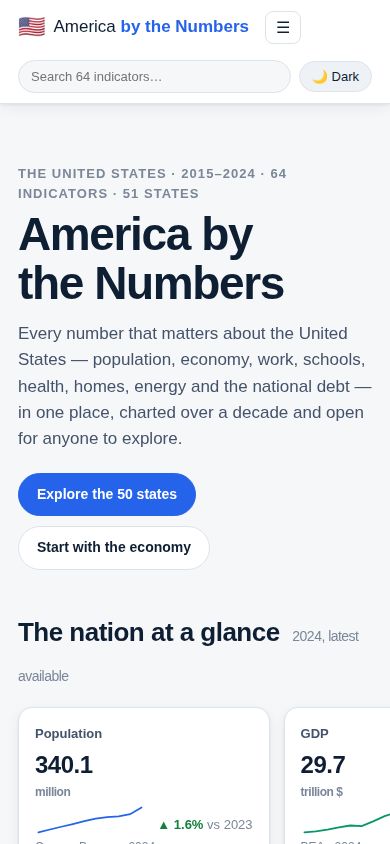 America by the Numbers
☰
Search 64 indicators…
🌙 Dark
THE UNITED STATES · 2015–2024 · 64
INDICATORS · 51 STATES
America by
the Numbers
Every number that matters about the United
States — population, economy, work, schools,
health, homes, energy and the national debt —
in one place, charted over a decade and open
for anyone to explore.
Explore the 50 states
Start with the economy
The nation at a glance 2024, latest
available
Population
340.1
million
▲ 1.6% vs 2023
GDP
29.7
trillion $